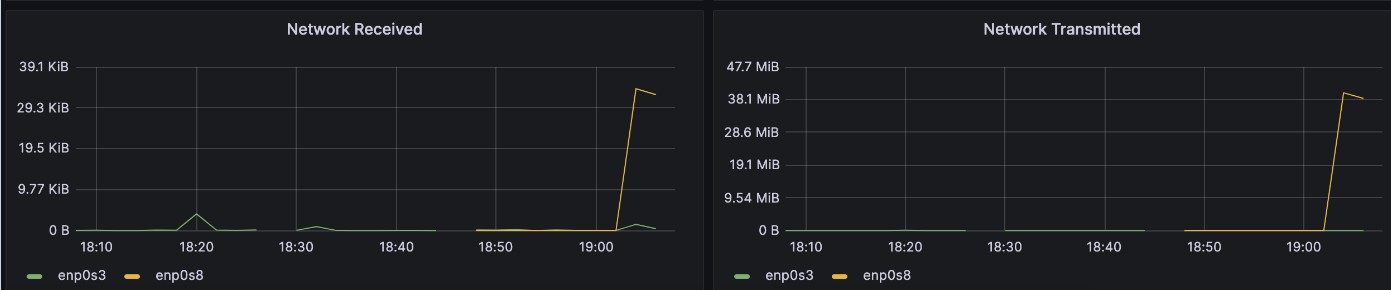 Network Received
39.1 KiB
29.3 KiB
19.5 KiB
9.77 KiB
0 B
18:10 18:20 18:30 18:40 18:50 19:00
enp0s3 enp0s8
Network Transmitted
47.7 MiB
38.1 MiB
28.6 MiB
19.1 MiB
9.54 MiB
0 B
18:10 18:20 18:30 18:40 18:50 19:00
enp0s3 enp0s8